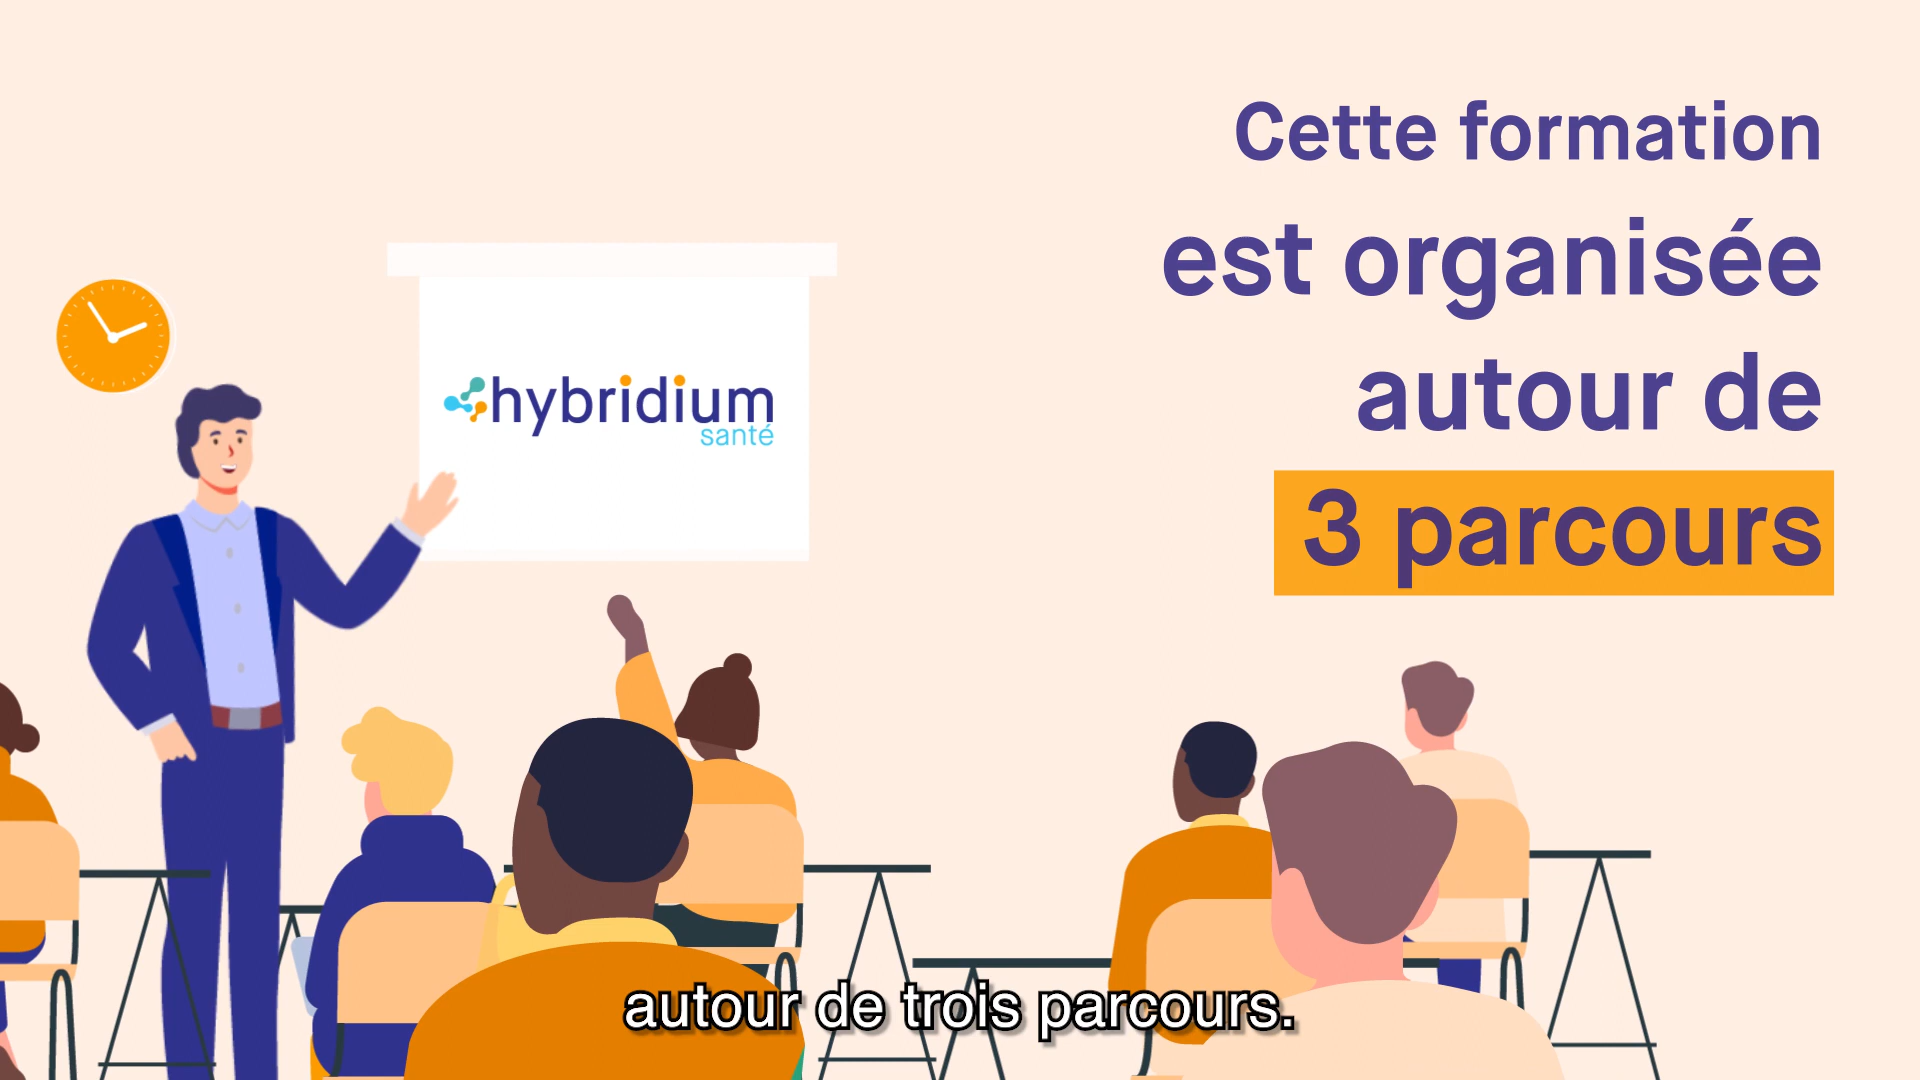 Cette formation
est organisée
autour de
3 parcours
hybridium
santé
autour de trois parcours.